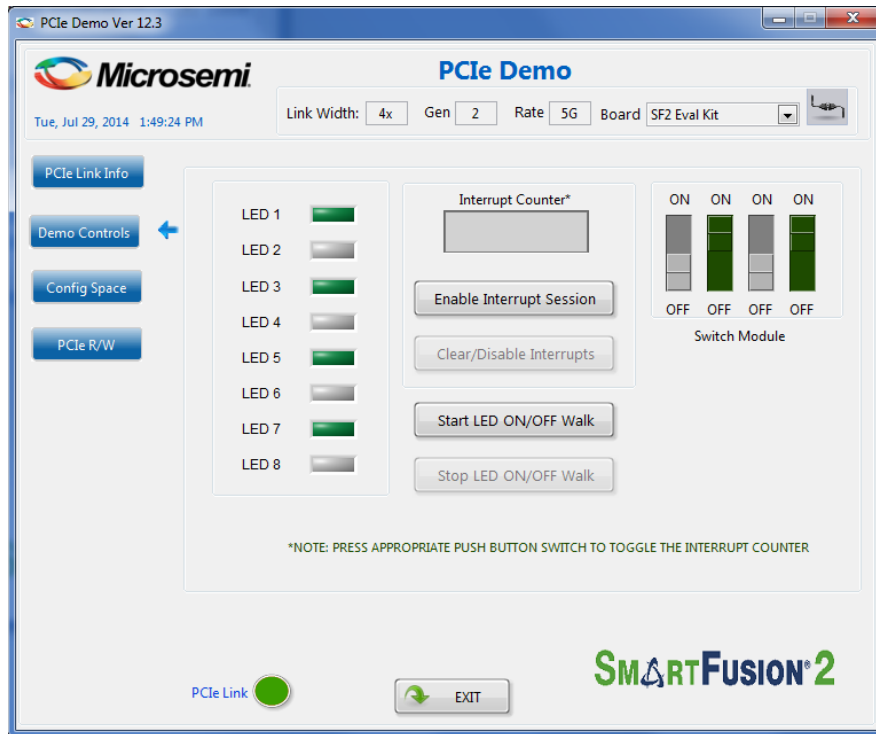 PCIe Demo Ver 12.3
Microsemi.
PCIe Demo
Tue, Jul 29, 2014 1:49:24 PM
Link Width: 4x Gen 2 Rate 5G Board SF2 Eval Kit
PCIe Link Info
Demo Controls
Config Space
PCIe R/W
LED 1
LED 2
LED 3
LED 4
LED 5
LED 6
LED 7
LED 8
Interrupt Counter*
Enable Interrupt Session
Clear/Disable Interrupts
Start LED ON/OFF Walk
Stop LED ON/OFF Walk
ON ON ON ON
OFF OFF OFF OFF
Switch Module
*NOTE: PRESS APPROPRIATE PUSH BUTTON SWITCH TO TOGGLE THE INTERRUPT COUNTER
PCIe Link
EXIT
SMARTFUSION®2